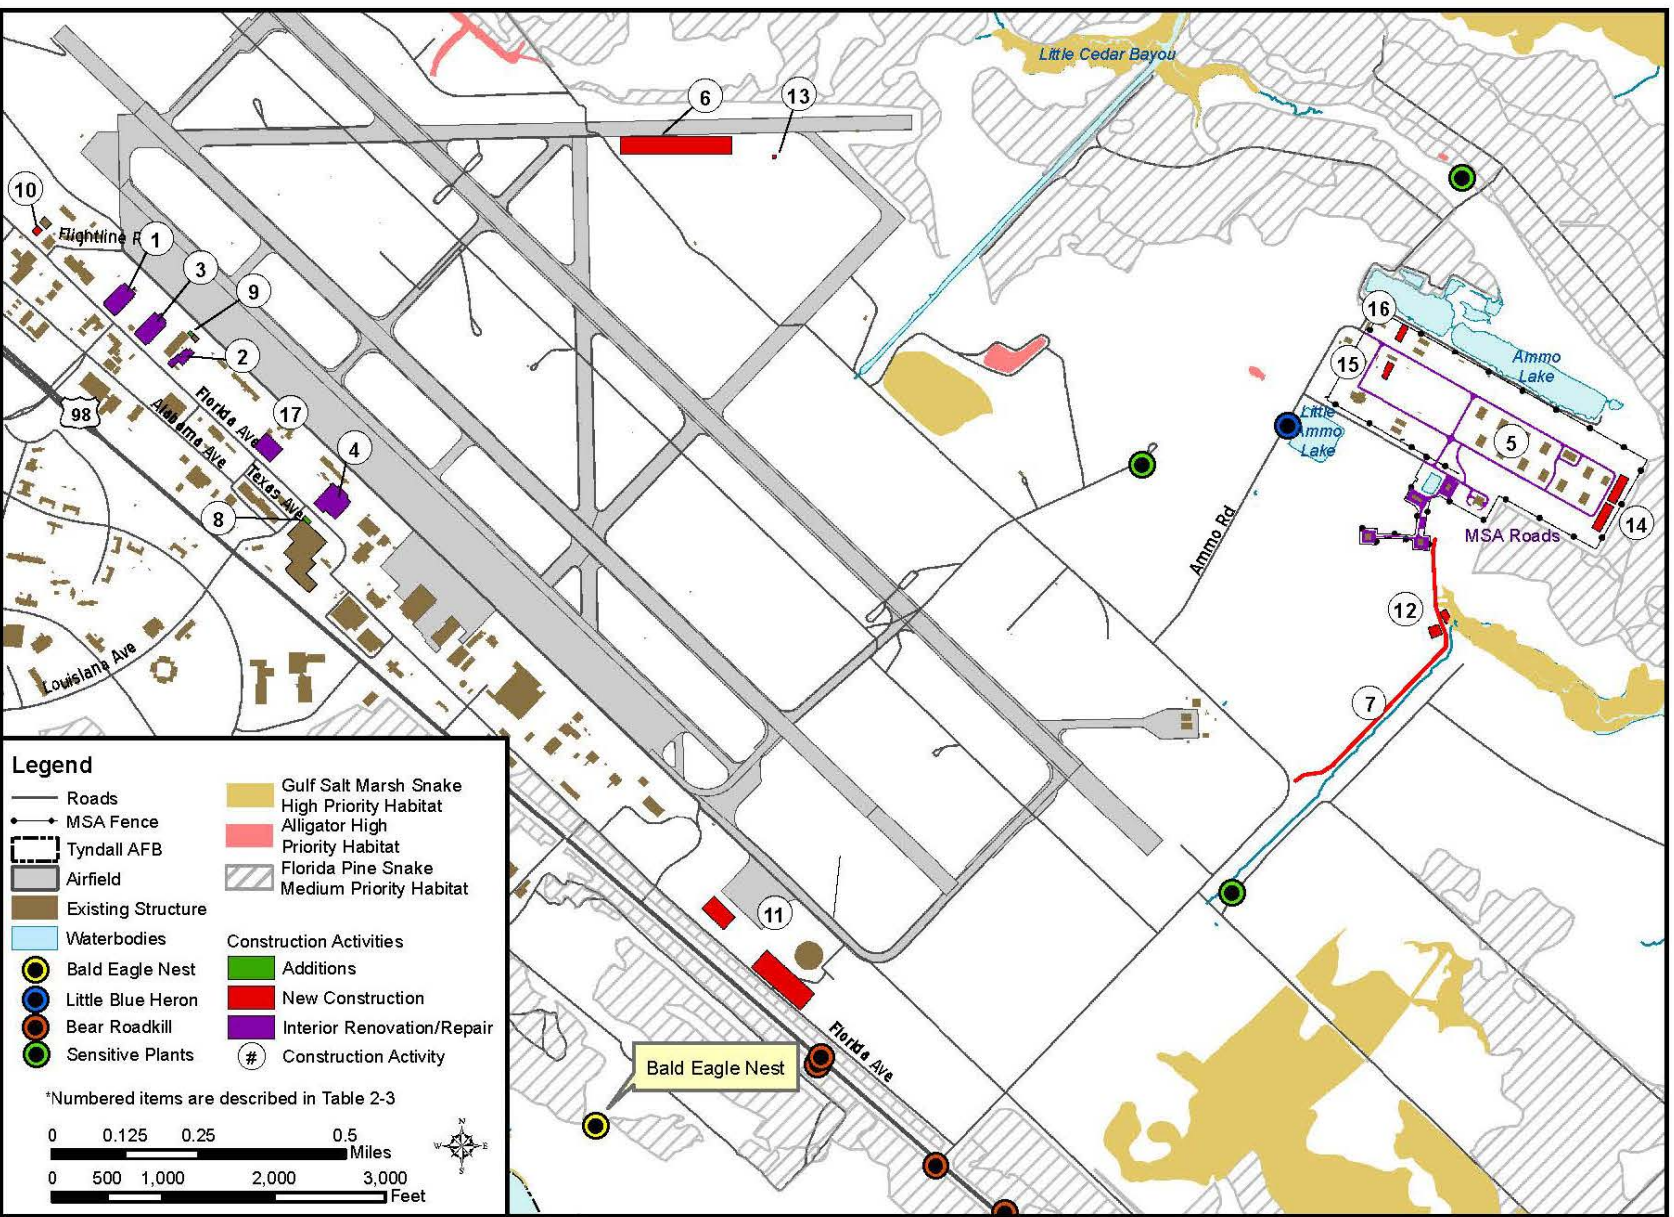 Little Cedar Bayou
6
13
10
Flightline R
1
3
9
2
16
15
Ammo
Lake
98
Florida Ave
Alabama Ave
17
Texas Ave
4
8
Little
Ammo
Lake
5
14
MSA Roads
Ammo Rd
12
7
Louisiana Ave
11
Florida Ave
Bald Eagle Nest
Legend
Roads
MSA Fence
Tyndall AFB
Airfield
Existing Structure
Waterbodies
Bald Eagle Nest
Little Blue Heron
Bear Roadkill
Sensitive Plants
Gulf Salt Marsh Snake
High Priority Habitat
Alligator High
Priority Habitat
Florida Pine Snake
Medium Priority Habitat
Construction Activities
Additions
New Construction
Interior Renovation/Repair
# Construction Activity
*Numbered items are described in Table 2-3
0 0.125 0.25 0.5
Miles
0 500 1,000 2,000 3,000
Feet
N
W E
S